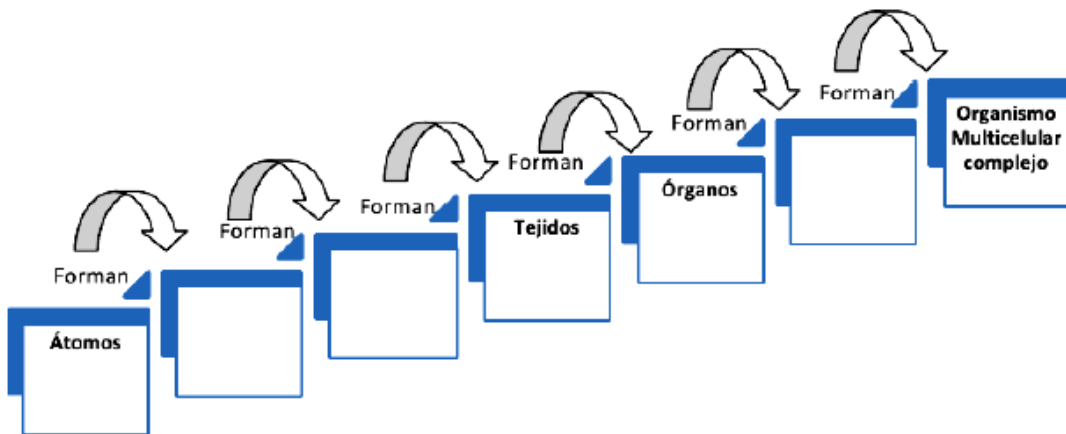 Átomos
Forman
Forman
Forman
Tejidos
Forman
Órganos
Forman
Forman
Organismo
Multicelular
complejo